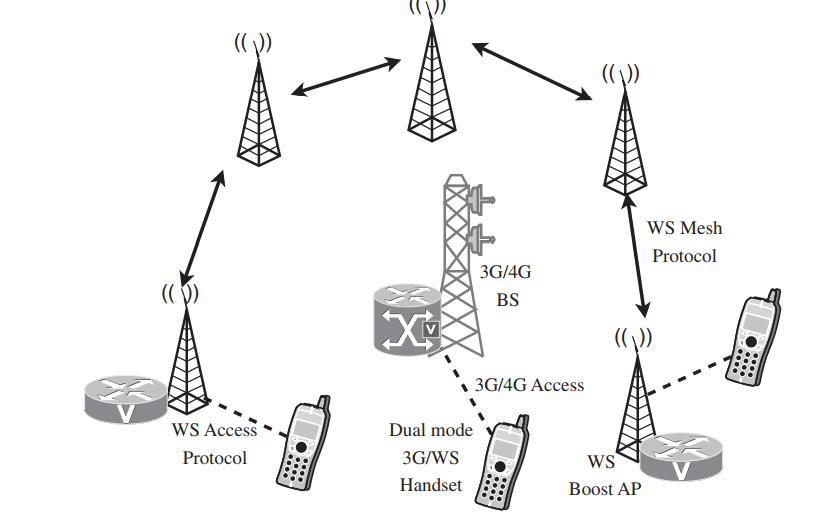 WS Mesh
Protocol
3G/4G
BS
V
3G/4G Access
V
WS Access
Protocol
Dual mode
3G/WS
Handset
WS
Boost AP
V